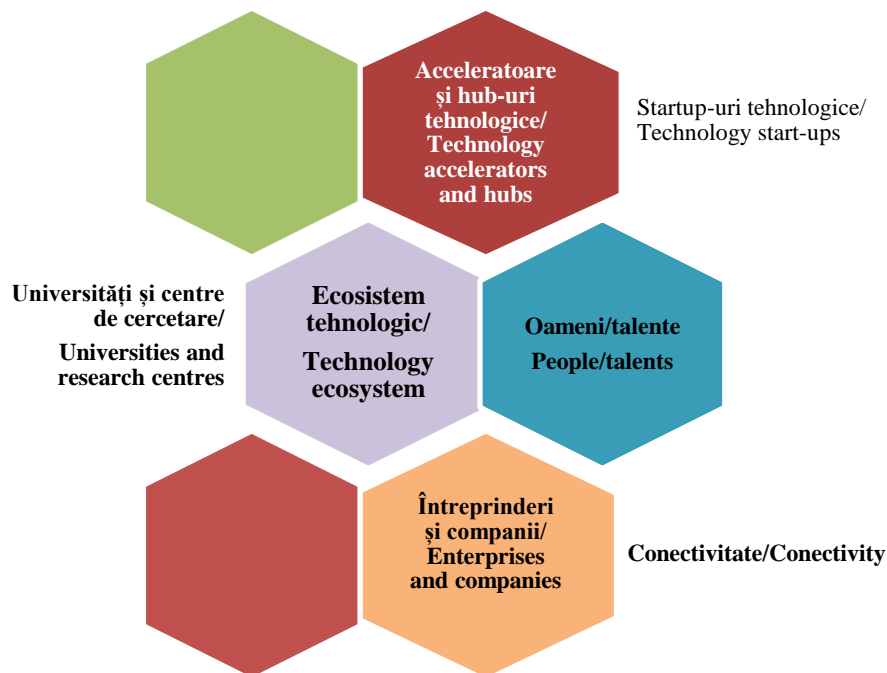 Acceleratoare
și hub-uri
tehnologice/
Technology
accelerators
and hubs
Startup-uri tehnologice/
Technology start-ups
Universități și centre
de cercetare/
Universities and
research centres
Ecosistem
tehnologic/
Technology
ecosystem
Oameni/talente
People/talents
Întreprinderi
și companii/
Enterprises
and companies
Conectivitate/Conectivity